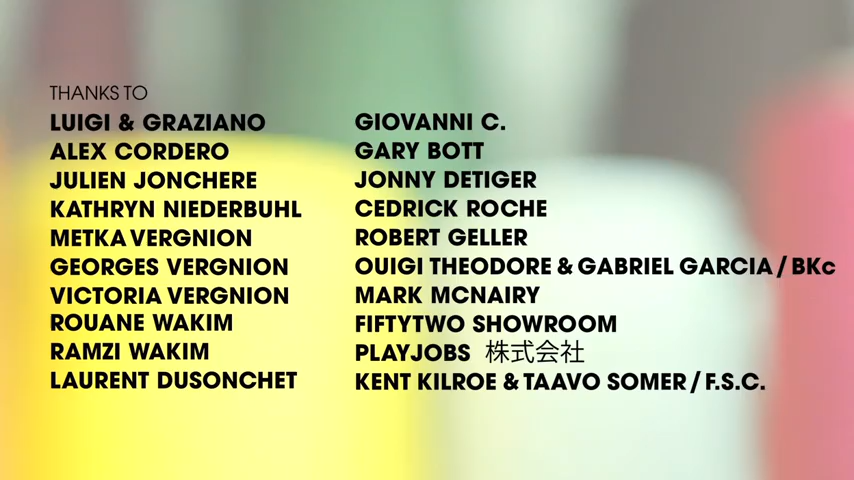 THANKS TO
LUIGI & GRAZIANO
ALEX CORDERO
JULIEN JONCHERE
KATHRYN NIEDERBUHL
METKA VERGNION
GEORGES VERGNION
VICTORIA VERGNION
ROUANE WAKIM
RAMZI WAKIM
LAURENT DUSONCHET
GIOVANNI C.
GARY BOTT
JONNY DETIGER
CEDRICK ROCHE
ROBERT GELLER
OUIGI THEODORE & GABRIEL GARCIA / BKc
MARK MCNAIRY
FIFTYTWO SHOWROOM
PLAYJOBS 株式会社
KENT KILROE & TAAVO SOMER / F.S.C.